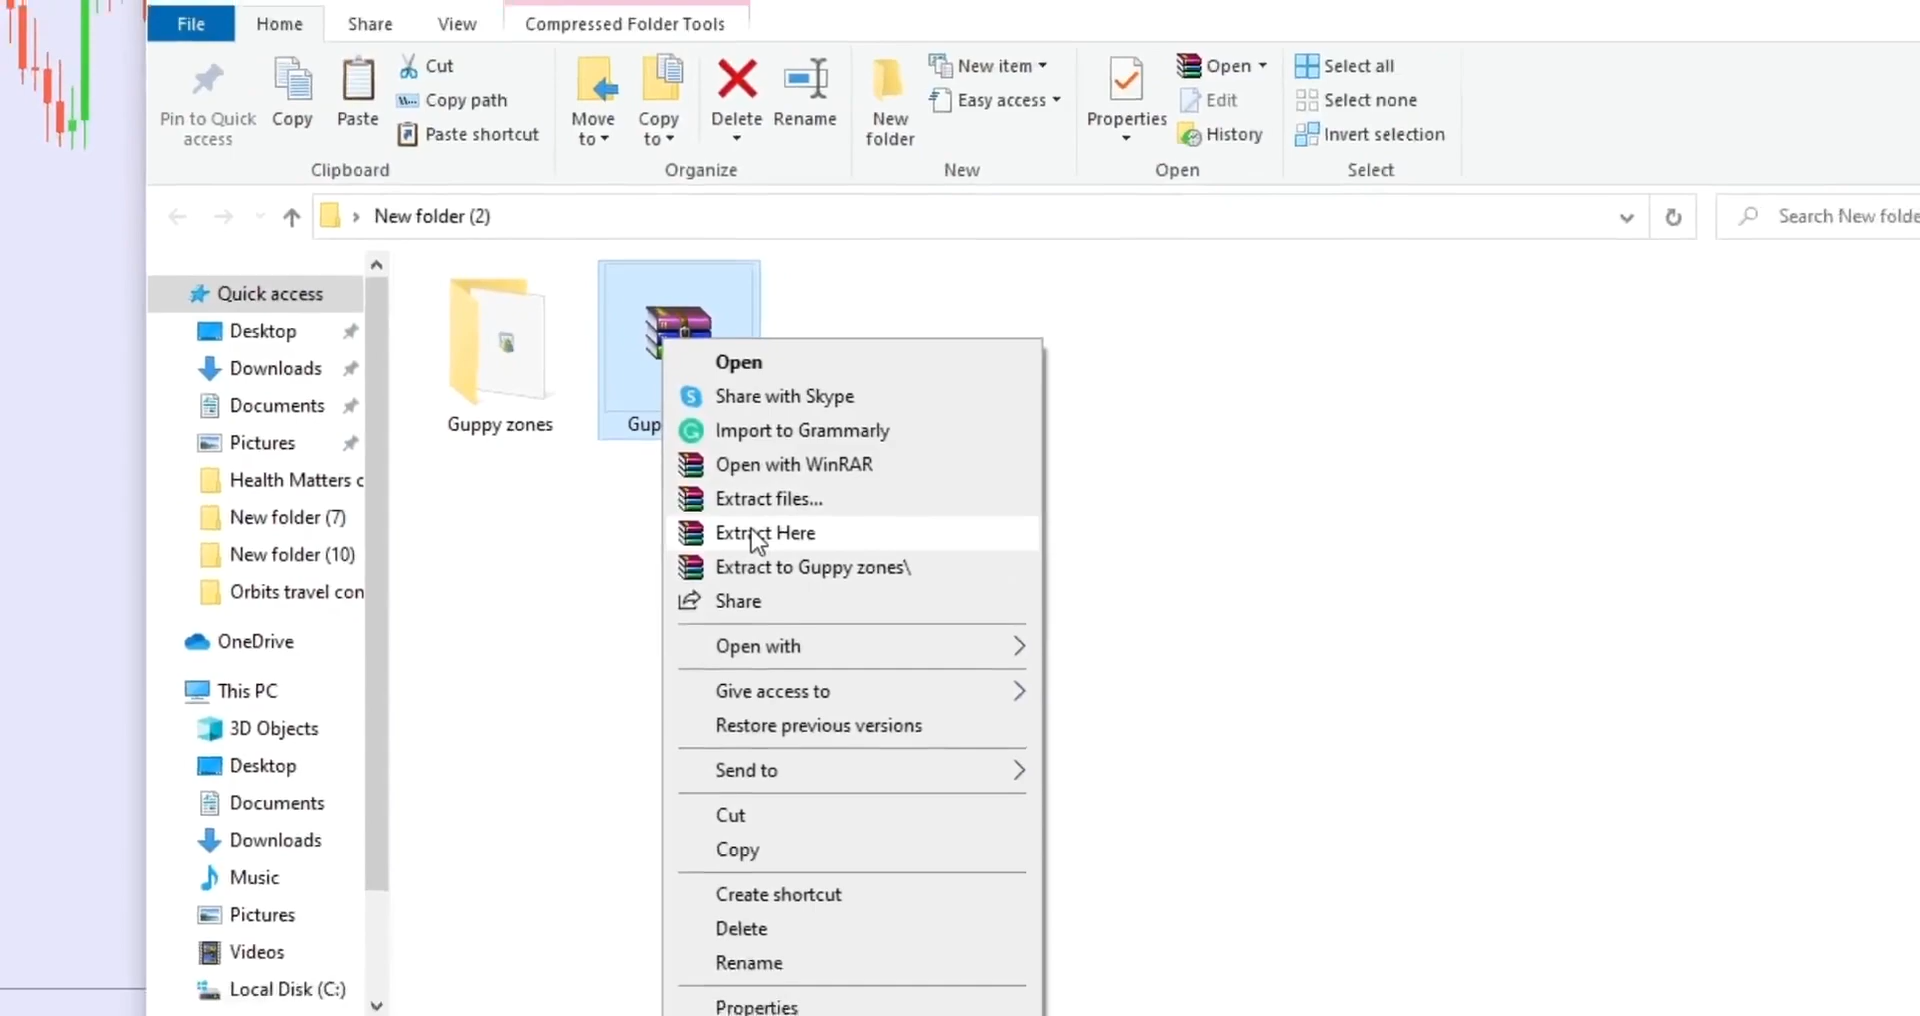 File
Home
Share
View
Compressed Folder Tools
Pin to Quick access
Copy
Paste
Cut
Copy path
Paste shortcut
Clipboard
Move to
Copy to
Delete
Rename
Organize
New folder
New item
Easy access
New
Properties
Open
Edit
History
Open
Select all
Select none
Invert selection
Select
New folder (2)
Search New folde
Quick access
Desktop
Downloads
Documents
Pictures
Health Matters c
New folder (7)
New folder (10)
Orbits travel con
OneDrive
This PC
3D Objects
Desktop
Documents
Downloads
Music
Pictures
Videos
Local Disk (C:)
Guppy zones
Gup
Open
Share with Skype
Import to Grammarly
Open with WinRAR
Extract files...
Extract Here
Extract to Guppy zones\
Share
Open with
Give access to
Restore previous versions
Send to
Cut
Copy
Create shortcut
Delete
Rename
Properties